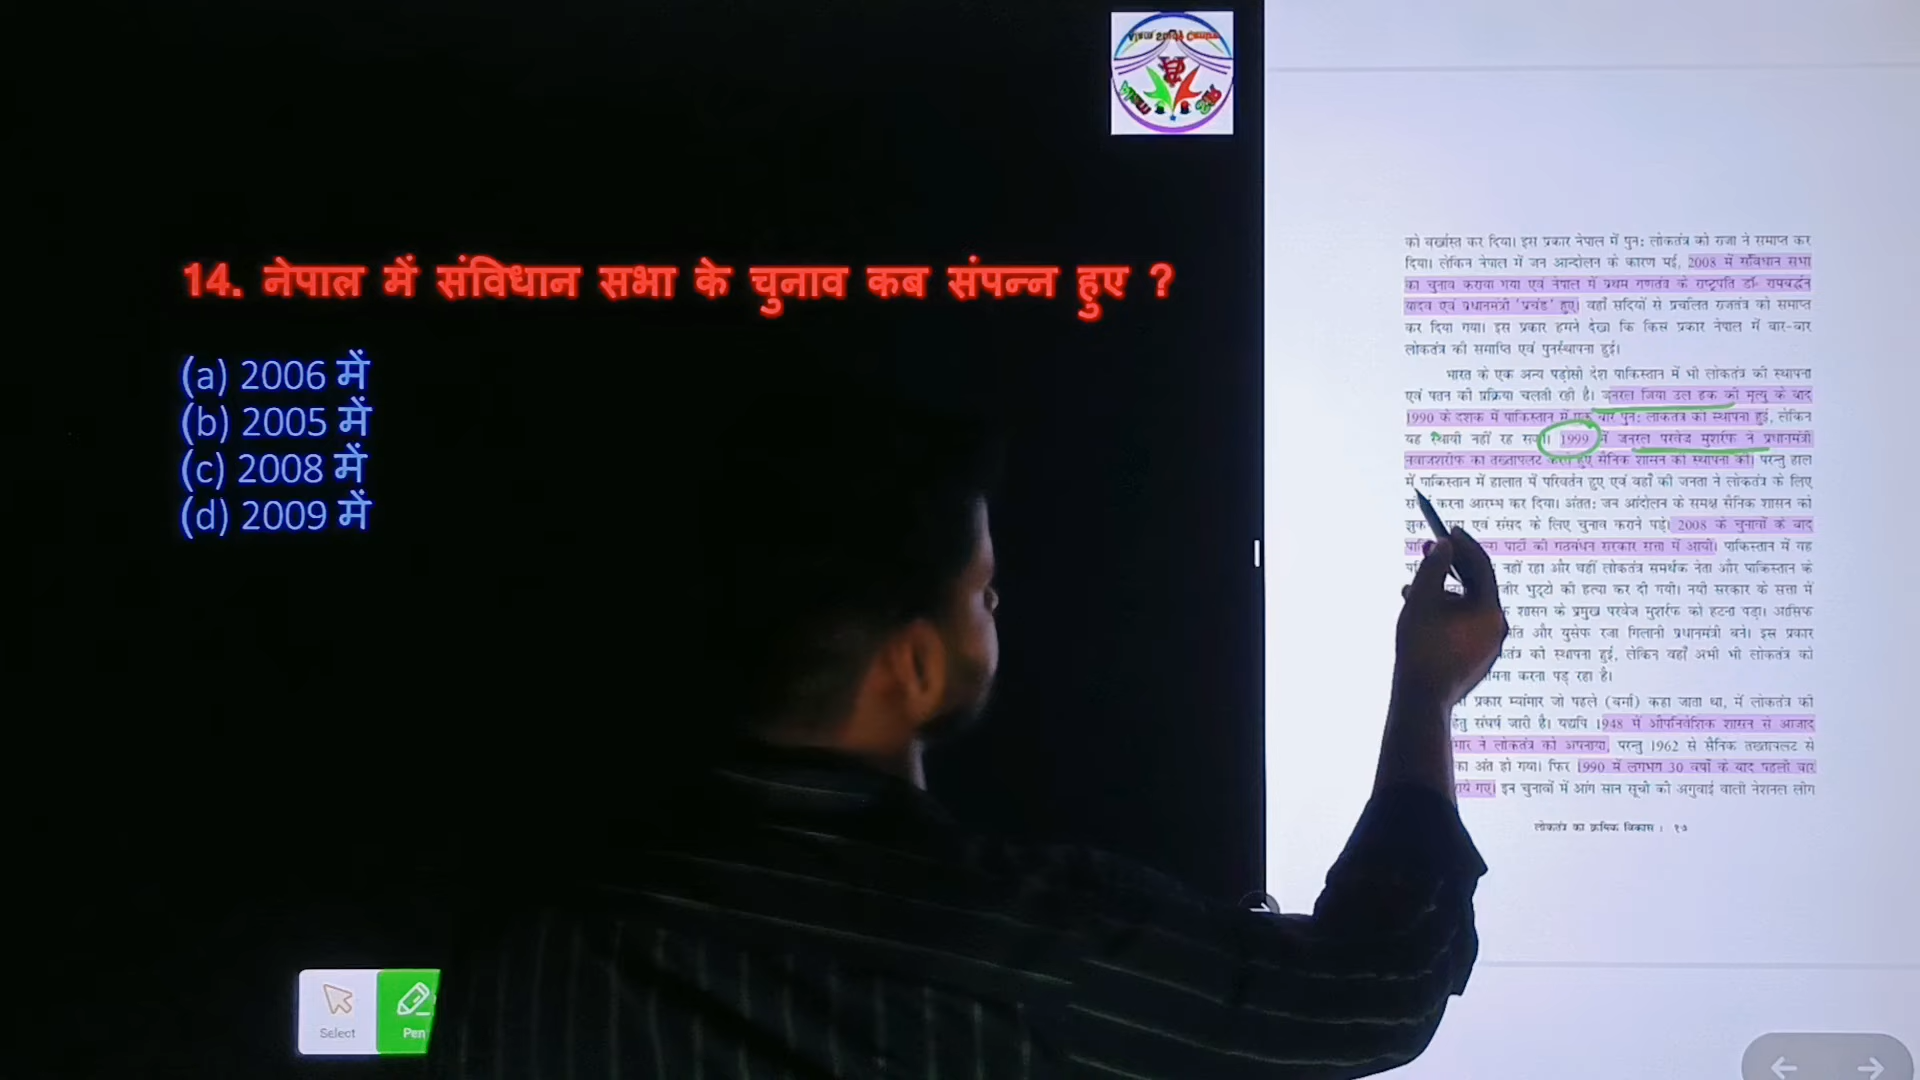 14. नेपाल में संविधान सभा के चुनाव कब संपन्न हुए ?
(a) 2006 में
(b) 2005 में
(c) 2008 में
(d) 2009 में
Select
Pen
को बर्खास्त कर दिया। इस प्रकार नेपाल में पुन: लोकतंत्र को राजा ने समाप्त कर
दिया। लेकिन नेपाल में जन आन्दोलन के कारण मई, 2008 में संविधान सभा
का चुनाव कराया गया एवं नेपाल में प्रथम गणतंत्र के राष्ट्रपति डॉ० रामबर्द्धन
यादव एवं प्रधानमंत्री 'प्रचंड' हुए। वहाँ सदियों से प्रचलित राजतंत्र को समाप्त
कर दिया गया। इस प्रकार हमने देखा कि किस प्रकार नेपाल में बार-बार
लोकतंत्र की समाप्ति एवं पुनर्स्थापना हुई।
भारत के एक अन्य पड़ोसी देश पाकिस्तान में भी लोकतंत्र की स्थापना
एवं पतन की प्रक्रिया चलती रही है। जनरल जिया उल हक की मृत्यु के बाद
1990 के दशक में पाकिस्तान में एक बार पुन: लोकतंत्र की स्थापना हुई, लेकिन
यह स्थायी नहीं रह सका। 1999 में जनरल परवेज मुशर्रफ ने प्रधानमंत्री
नवाजशरीफ का तख्तापलट करते हुए सैनिक शासन की स्थापना की। परन्तु हाल
में पाकिस्तान में हालात में परिवर्तन हुए एवं वहाँ की जनता ने लोकतंत्र के लिए
करना आरम्भ कर दिया। अंतत: जन आंदोलन के समक्ष सैनिक शासन को
एवं संसद के लिए चुनाव कराने पड़े। 2008 के चुनावों के बाद
पार्टी की गठबंधन सरकार सत्ता में आयी। पाकिस्तान में यह
नहीं रहा और वहीं लोकतंत्र समर्थक नेता और पाकिस्तान के
भुट्टो की हत्या कर दी गयी। नयी सरकार के सत्ता में
शासन के प्रमुख परवेज मुशर्रफ को हटना पड़ा। आसिफ
और युसेफ रजा गिलानी प्रधानमंत्री बने। इस प्रकार
की स्थापना हुई, लेकिन वहाँ अभी भी लोकतंत्र को
करना पड़ रहा है।
प्रकार म्यांमार जो पहले (बर्मा) कहा जाता था, में लोकतंत्र की
संघर्ष जारी है। यद्यपि 1948 में औपनिवेशिक शासन से आजाद
ने लोकतंत्र को अपनाया, परन्तु 1962 से सैनिक तख्तापलट से
का अंत हो गया। फिर 1990 में लगभग 30 वर्षों के बाद पहली बार
गए। इन चुनावों में आंग सान सूची की अगुवाई वाली नेशनल लीग
लोकतंत्र का क्रमिक विकास । १७